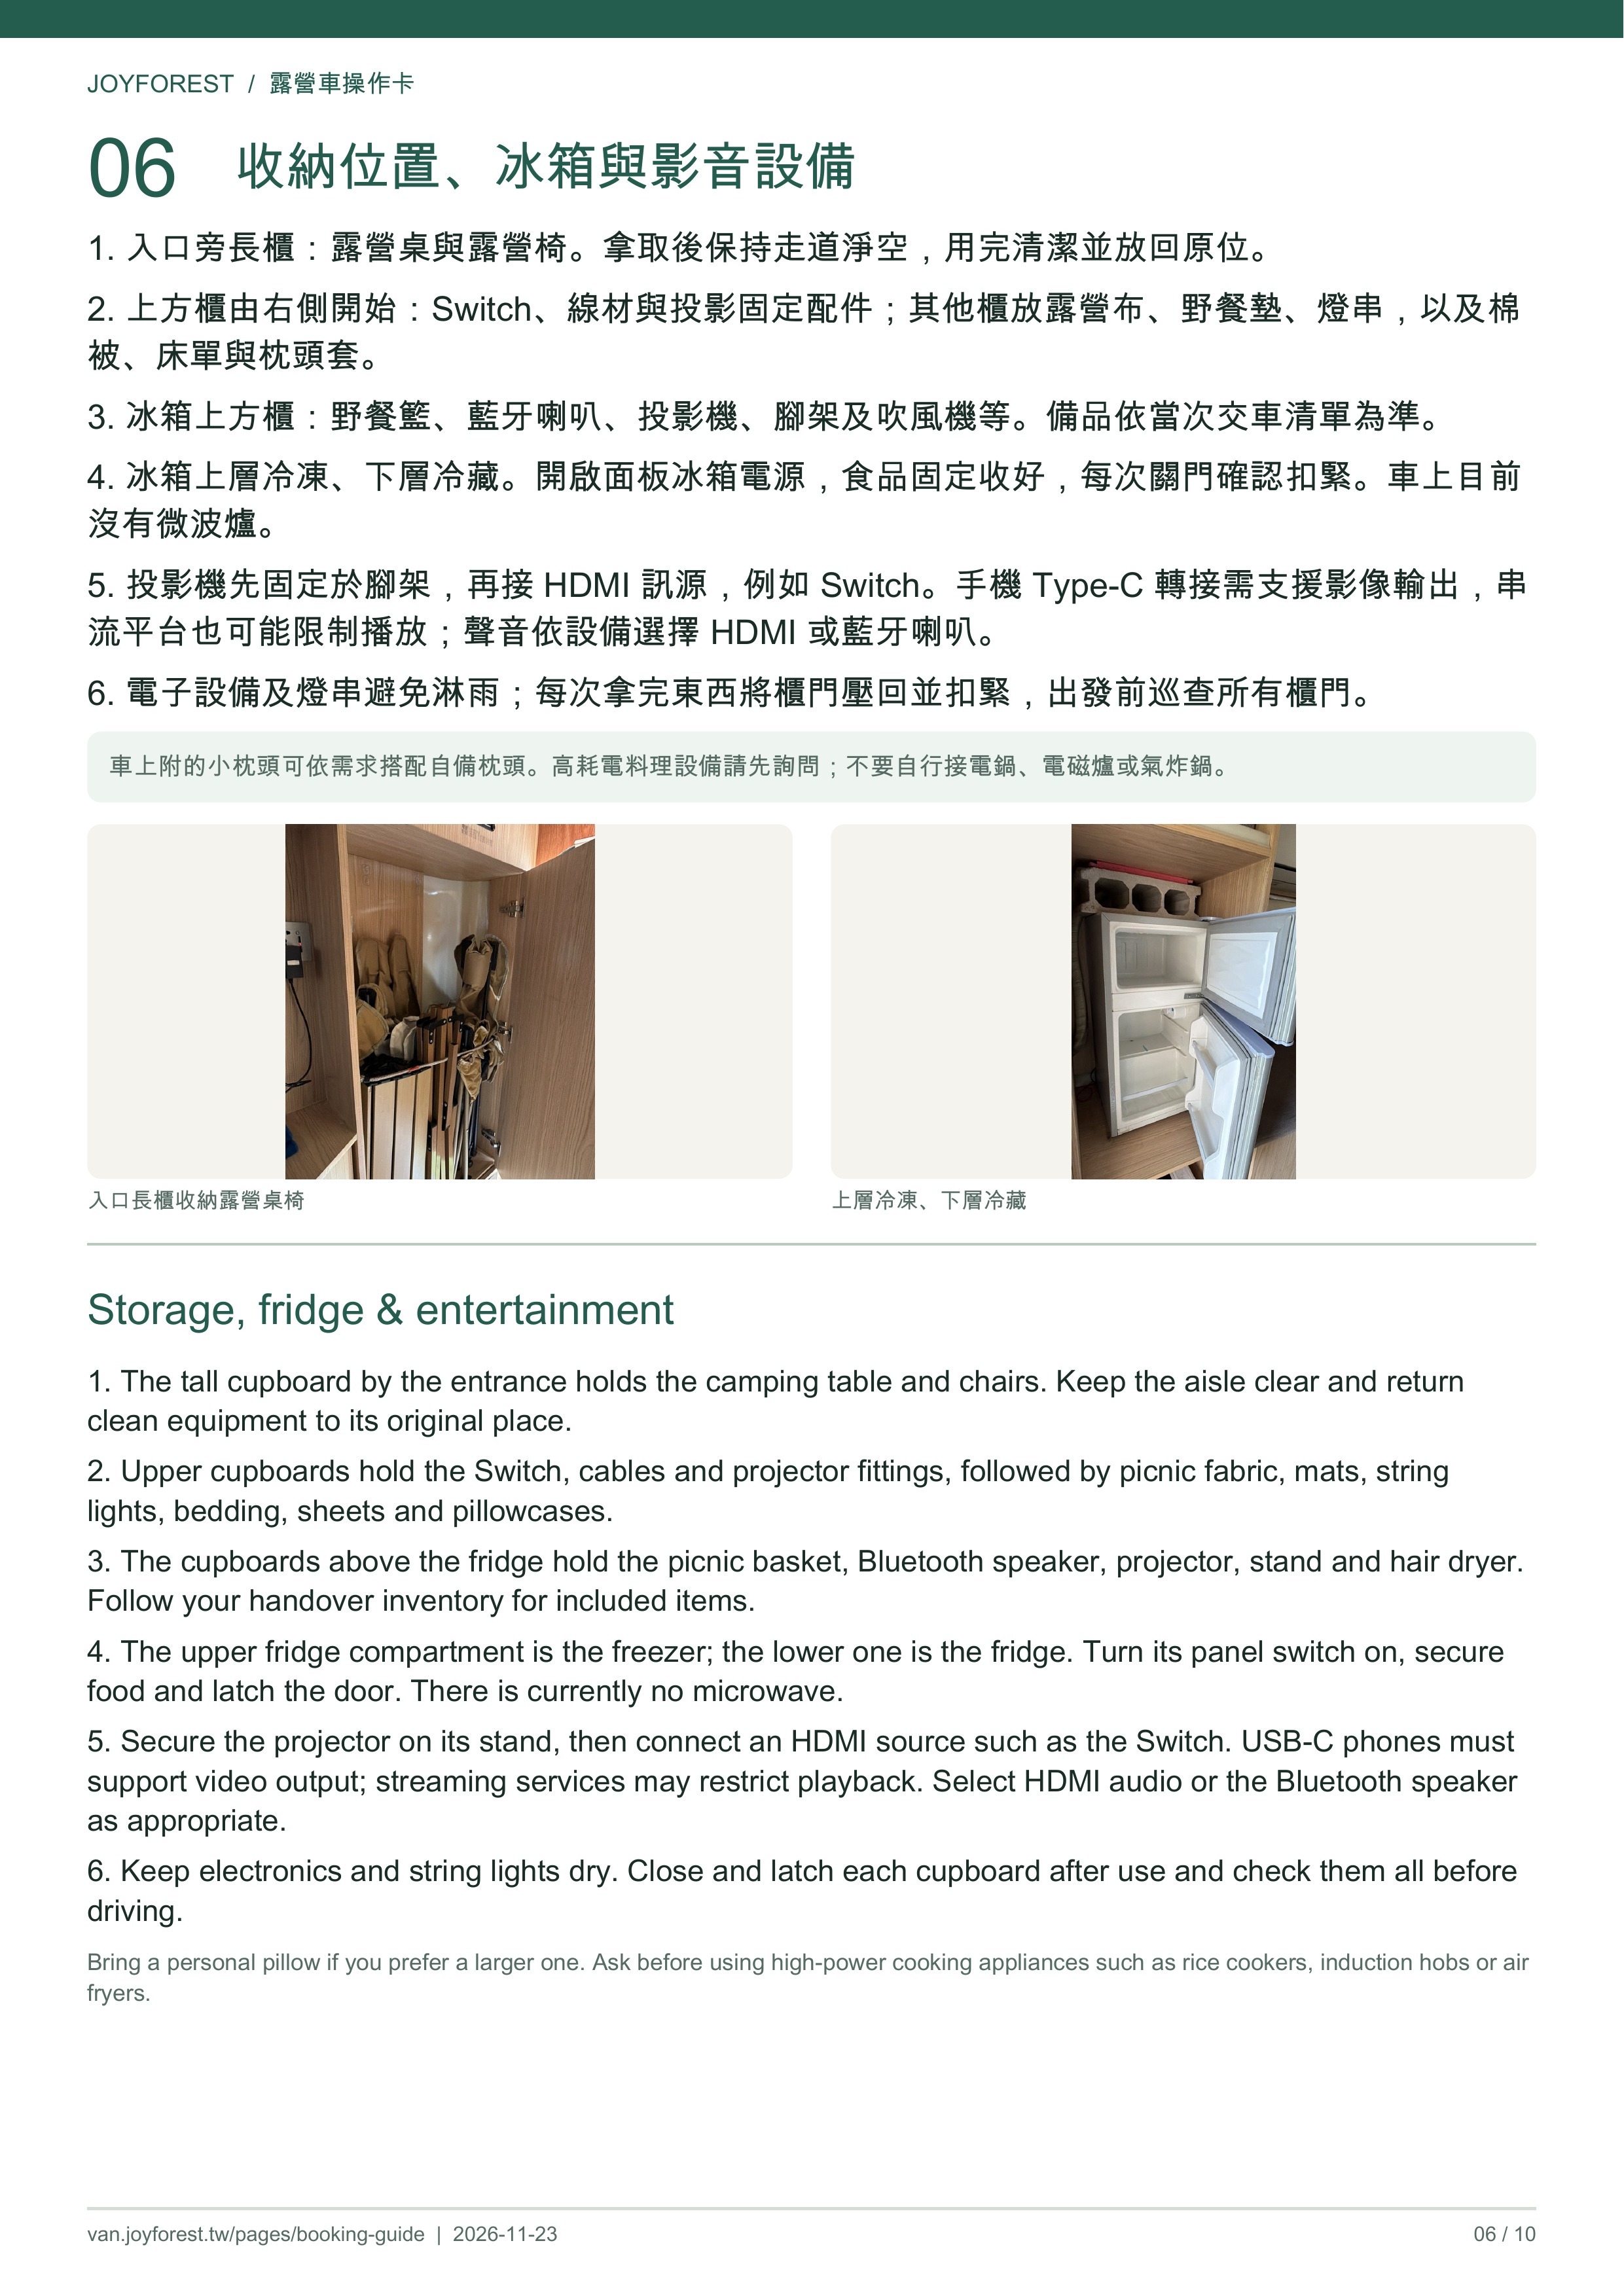 JOYFOREST / 露營車操作卡
06 收納位置、冰箱與影音設備
1. 入口旁長櫃：露營桌與露營椅。拿取後保持走道淨空，用完清潔並放回原位。
2. 上方櫃由右側開始：Switch、線材與投影固定配件；其他櫃放露營布、野餐墊、燈串，以及棉
被、床單與枕頭套。
3. 冰箱上方櫃：野餐籃、藍牙喇叭、投影機、腳架及吹風機等。備品依當次交車清單為準。
4. 冰箱上層冷凍、下層冷藏。開啟面板冰箱電源，食品固定收好，每次關門確認扣緊。車上目前
沒有微波爐。
5. 投影機先固定於腳架，再接 HDMI 訊源，例如 Switch。手機 Type-C 轉接需支援影像輸出，串
流平台也可能限制播放；聲音依設備選擇 HDMI 或藍牙喇叭。
6. 電子設備及燈串避免淋雨；每次拿完東西將櫃門壓回並扣緊，出發前巡查所有櫃門。
車上附的小枕頭可依需求搭配自備枕頭。高耗電料理設備請先詢問；不要自行接電鍋、電磁爐或氣炸鍋。
入口長櫃收納露營桌椅
上層冷凍、下層冷藏
Storage, fridge & entertainment
1. The tall cupboard by the entrance holds the camping table and chairs. Keep the aisle clear and return
clean equipment to its original place.
2. Upper cupboards hold the Switch, cables and projector fittings, followed by picnic fabric, mats, string
lights, bedding, sheets and pillowcases.
3. The cupboards above the fridge hold the picnic basket, Bluetooth speaker, projector, stand and hair dryer.
Follow your handover inventory for included items.
4. The upper fridge compartment is the freezer; the lower one is the fridge. Turn its panel switch on, secure
food and latch the door. There is currently no microwave.
5. Secure the projector on its stand, then connect an HDMI source such as the Switch. USB-C phones must
support video output; streaming services may restrict playback. Select HDMI audio or the Bluetooth speaker
as appropriate.
6. Keep electronics and string lights dry. Close and latch each cupboard after use and check them all before
driving.
Bring a personal pillow if you prefer a larger one. Ask before using high-power cooking appliances such as rice cookers, induction hobs or air
fryers.
van.joyforest.tw/pages/booking-guide | 2026-11-23
06 / 10